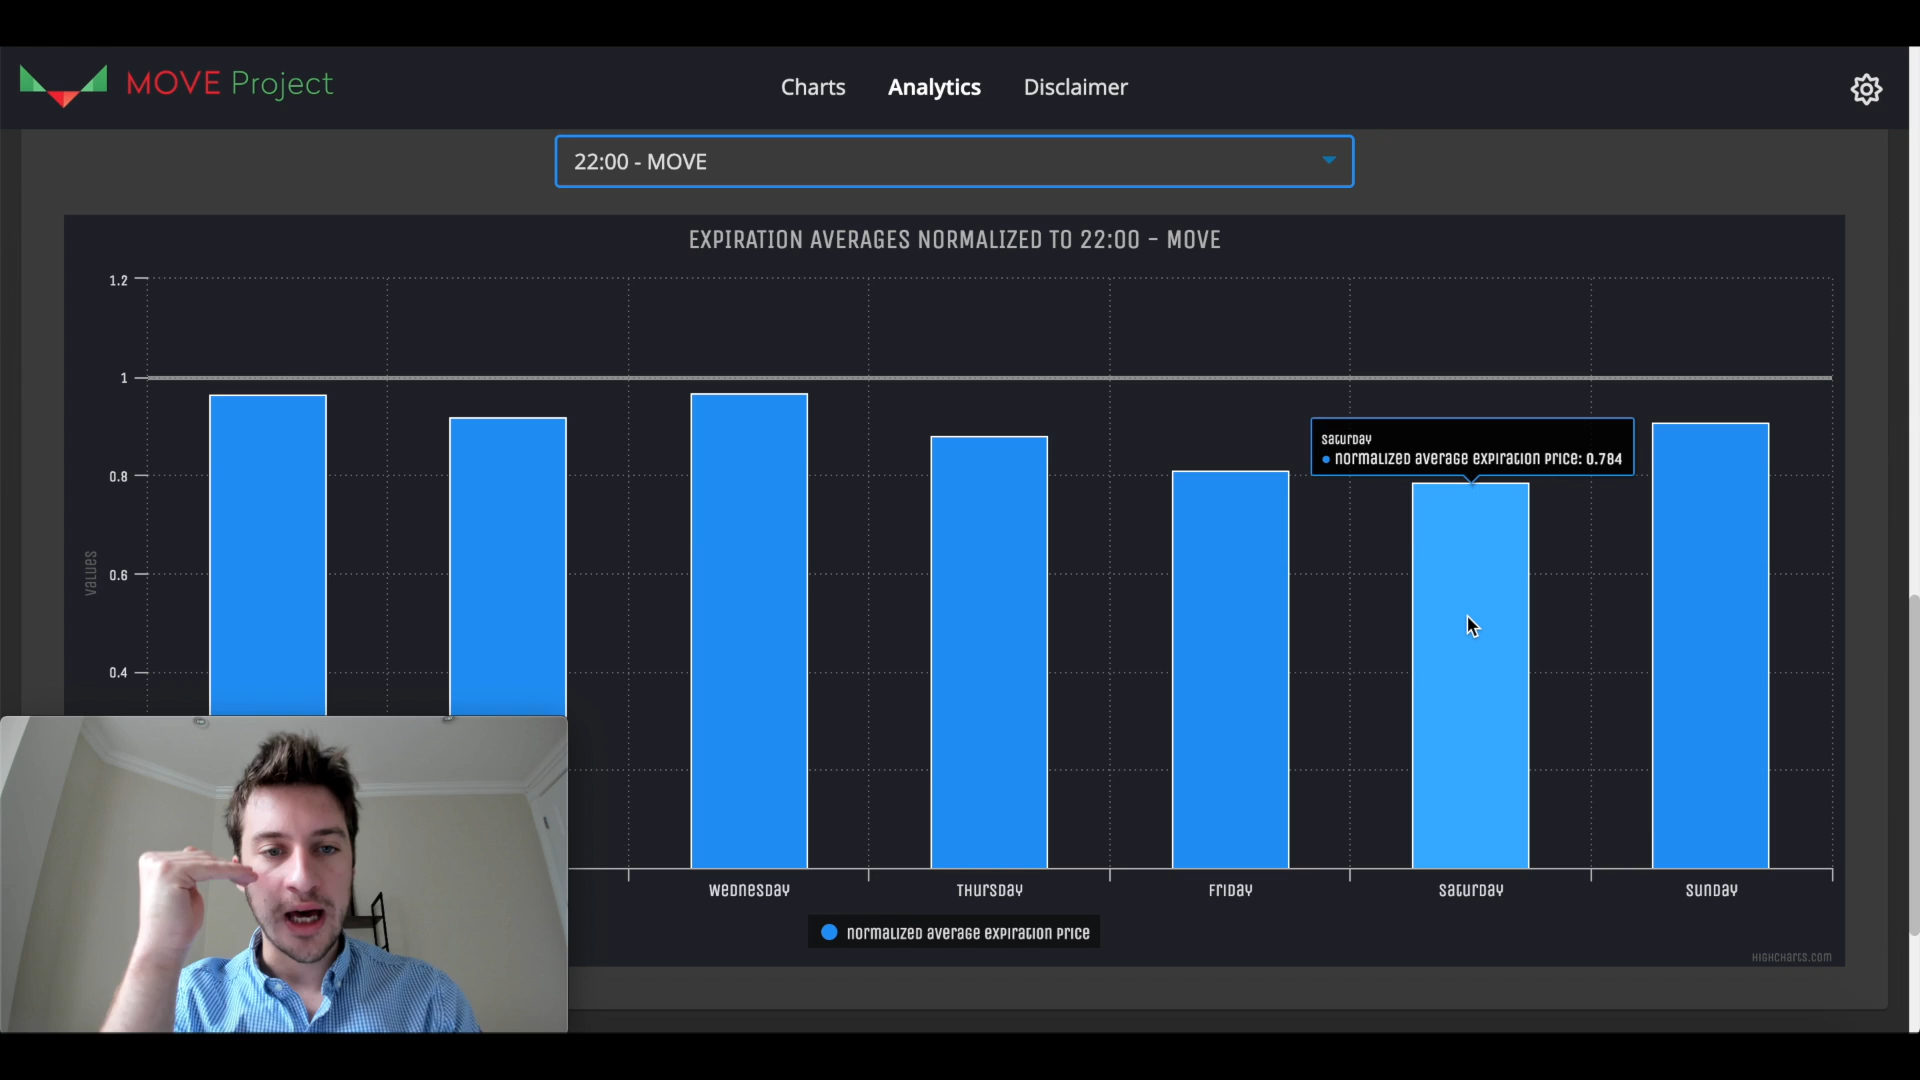 MOVE Project
Charts
Analytics
Disclaimer
22:00 - MOVE
EXPIRATION AVERAGES NORMALIZED TO 22:00 - MOVE
1.2
1
0.8
0.6
0.4
Values
Saturday
normalized average expiration price: 0.784
Wednesday
Thursday
Friday
Saturday
Sunday
normalized average expiration price
Highcharts.com